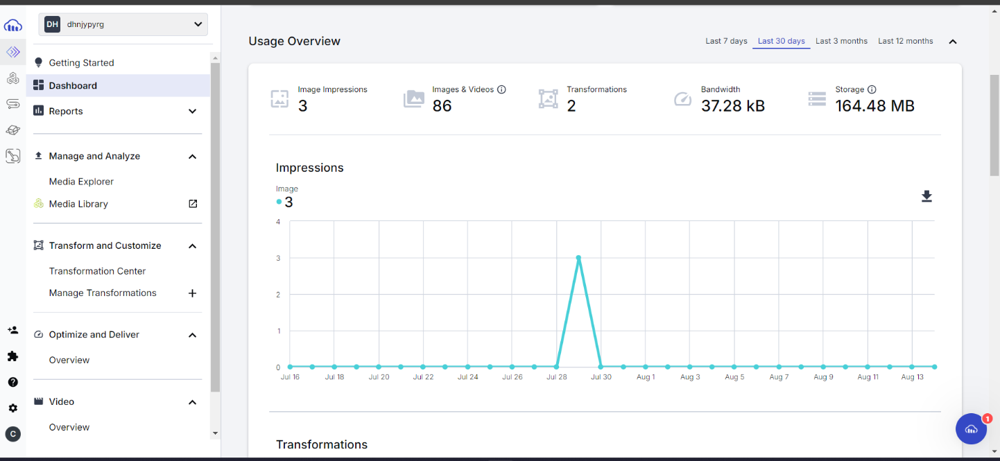 DH dhnjypyrg
Getting Started
Dashboard
Reports
Manage and Analyze
Media Explorer
Media Library
Transform and Customize
Transformation Center
Manage Transformations
Optimize and Deliver
Overview
Video
Overview
C
Usage Overview
Last 7 days Last 30 days Last 3 months Last 12 months
Image Impressions
3
Images & Videos
86
Transformations
2
Bandwidth
37.28 kB
Storage
164.48 MB
Impressions
Image
3
4
3
2
1
0
Jul 16 Jul 18 Jul 20 Jul 22 Jul 24 Jul 26 Jul 28 Jul 30 Aug 1 Aug 3 Aug 5 Aug 7 Aug 9 Aug 11 Aug 13
Transformations
1